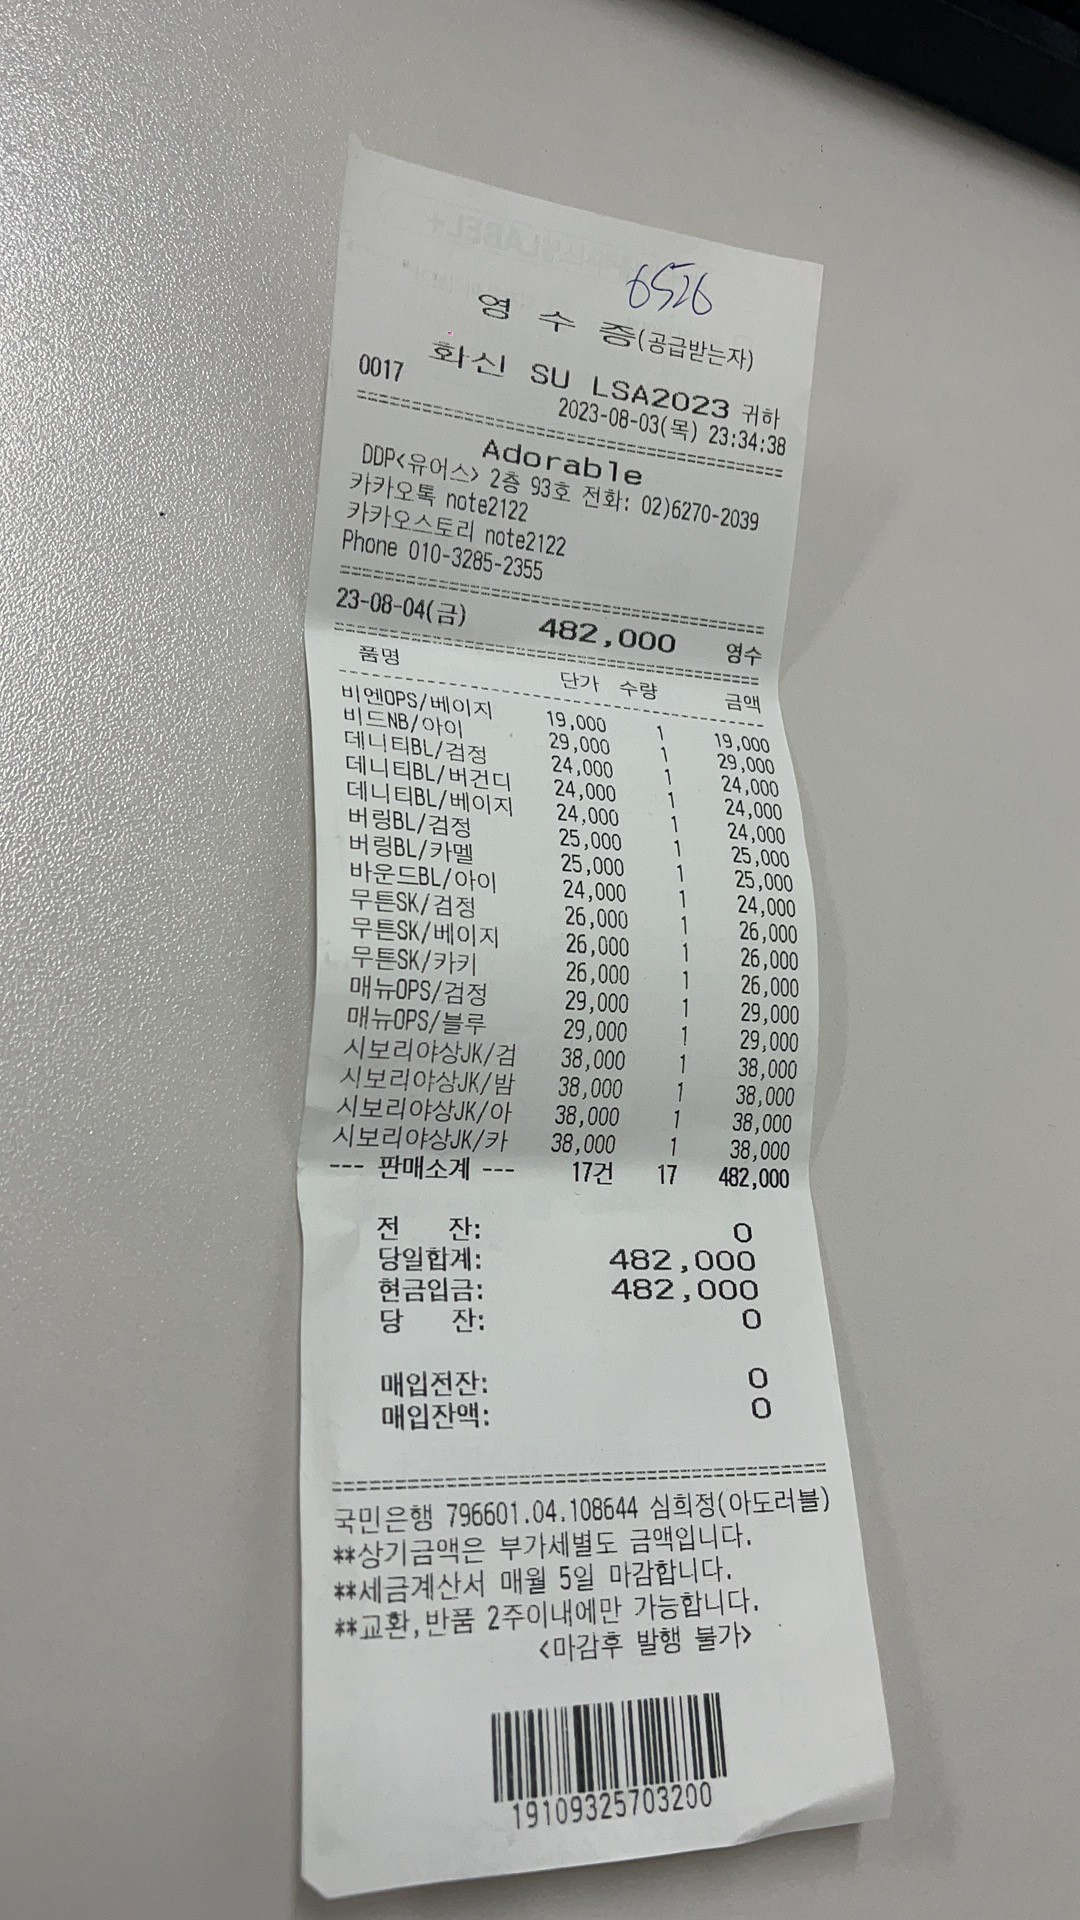 6526
영 수 증(공급받는자)
화신 SU LSA2023 귀하
0017 2023-08-03(목) 23:34:38
Adorable
DDP<유어스> 2층 93호 전화: 02)6270-2039
카카오톡 note2122
카카오스토리 note2122
Phone 010-3285-2355
23-08-04(금) 482,000 영수
품명 단가 수량 금액
비엔OPS/베이지 19,000 1 19,000
비드NB/아이 29,000 1 29,000
데니티BL/검정 24,000 1 24,000
데니티BL/버건디 24,000 1 24,000
데니티BL/베이지 24,000 1 24,000
버링BL/검정 25,000 1 25,000
버링BL/카멜 25,000 1 25,000
바운드BL/아이 24,000 1 24,000
무튼SK/검정 26,000 1 26,000
무튼SK/베이지 26,000 1 26,000
무튼SK/카키 26,000 1 26,000
매뉴OPS/검정 29,000 1 29,000
매뉴OPS/블루 29,000 1 29,000
시보리야상JK/검 38,000 1 38,000
시보리야상JK/밤 38,000 1 38,000
시보리야상JK/아 38,000 1 38,000
시보리야상JK/카 38,000 1 38,000
--- 판매소계 --- 17건 17 482,000
전 잔: 0
당일합계: 482,000
현금입금: 482,000
당 잔: 0
매입전잔: 0
매입잔액: 0
국민은행 796601.04.108644 심희정(아도러블)
**상기금액은 부가세별도 금액입니다.
**세금계산서 매월 5일 마감합니다.
**교환,반품 2주이내에만 가능합니다.
<마감후 발행 불가>
19109325703200